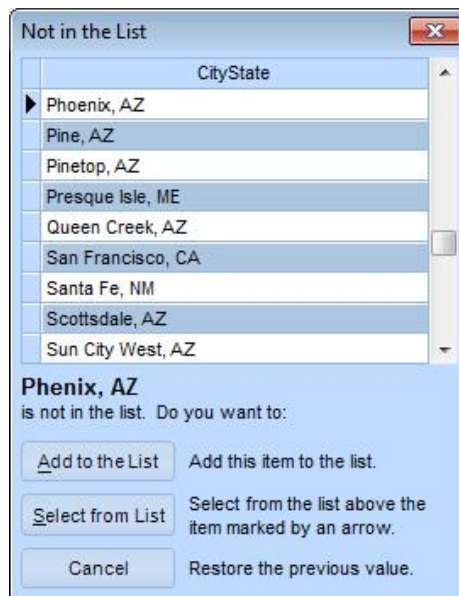 Not in the List
CityState
Phoenix, AZ
Pine, AZ
Pinetop, AZ
Presque Isle, ME
Queen Creek, AZ
San Francisco, CA
Santa Fe, NM
Scottsdale, AZ
Sun City West, AZ
Phenix, AZ
is not in the list. Do you want to:
Add to the List Add this item to the list.
Select from List Select from the list above the
item marked by an arrow.
Cancel Restore the previous value.